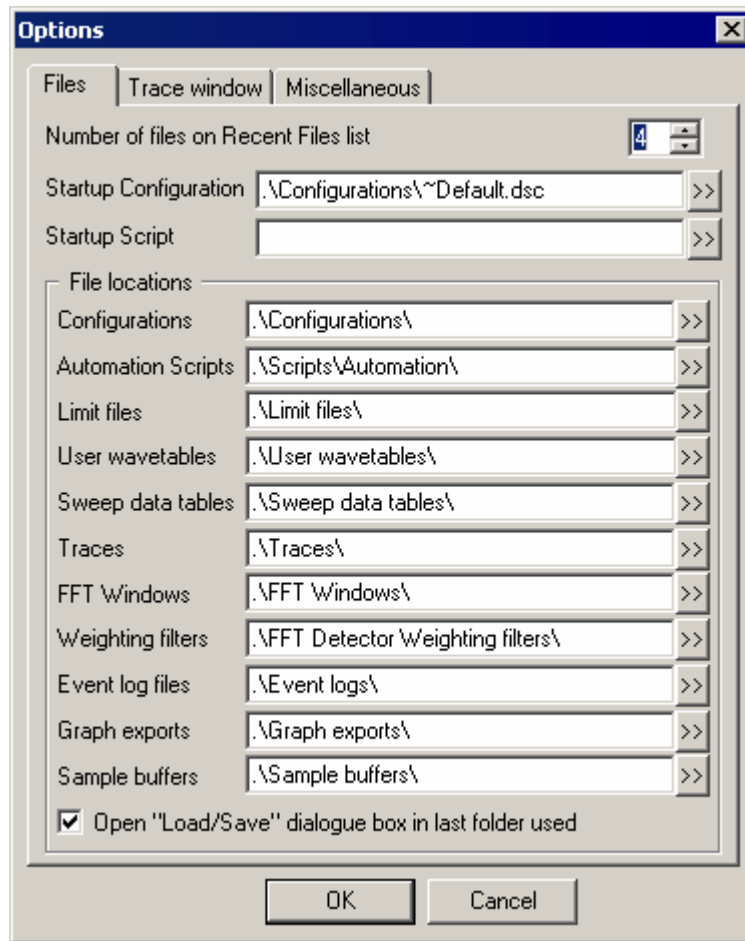 Options
Files Trace window Miscellaneous
Number of files on Recent Files list 4
Startup Configuration .\Configurations\~Default.dsc >>
Startup Script >>
File locations
Configurations .\Configurations\ >>
Automation Scripts .\Scripts\Automation\ >>
Limit files .\Limit files\ >>
User wavetables .\User wavetables\ >>
Sweep data tables .\Sweep data tables\ >>
Traces .\Traces\ >>
FFT Windows .\FFT Windows\ >>
Weighting filters .\FFT Detector Weighting filters\ >>
Event log files .\Event logs\ >>
Graph exports .\Graph exports\ >>
Sample buffers .\Sample buffers\ >>
Open "Load/Save" dialogue box in last folder used
OK Cancel